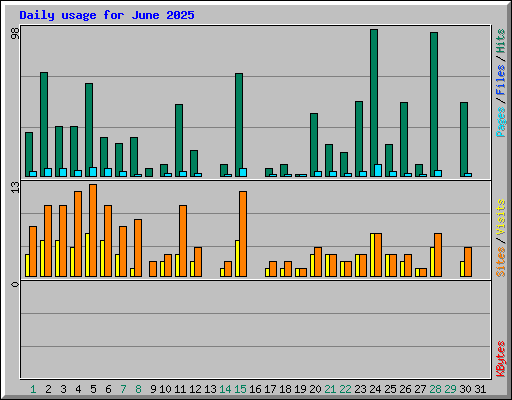 Daily usage for June 2025
98
13
0
Pages / Files / Hits
Sites / Visits
KBytes
1 2 3 4 5 6 7 8 9 10 11 12 13 14 15 16 17 18 19 20 21 22 23 24 25 26 27 28 29 30 31